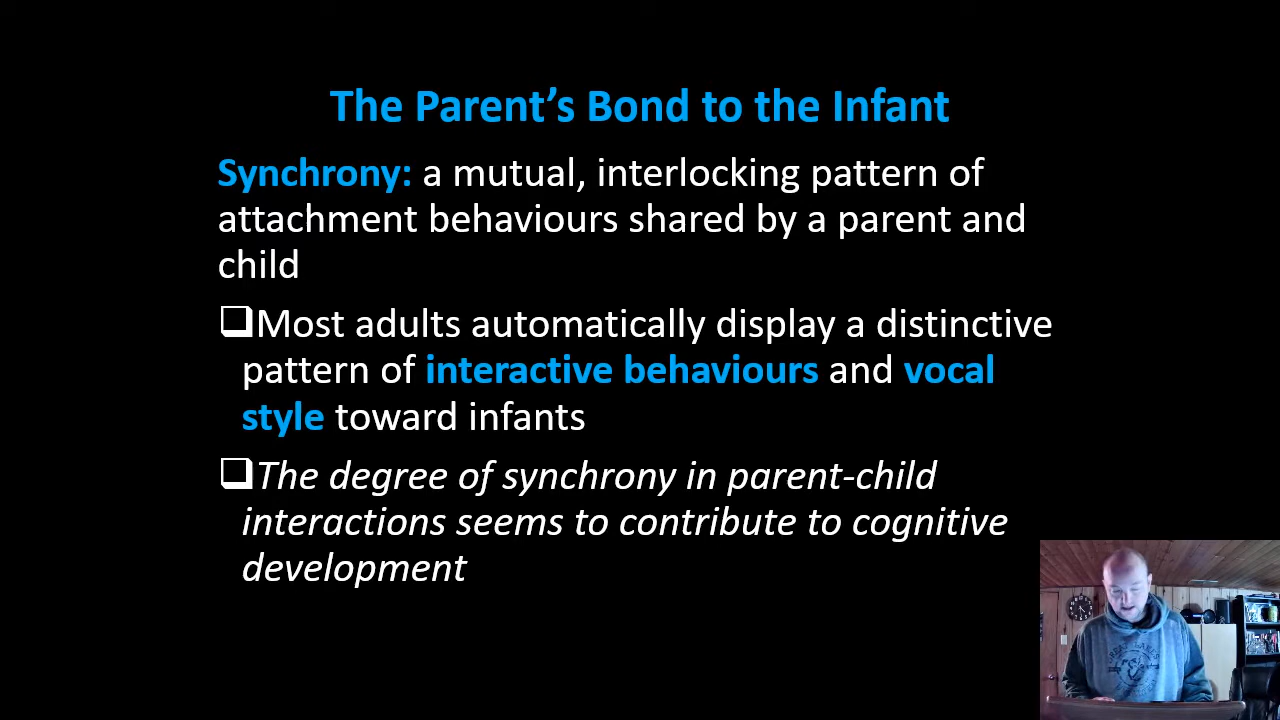 The Parent’s Bond to the Infant
Synchrony: a mutual, interlocking pattern of
attachment behaviours shared by a parent and
child
❑Most adults automatically display a distinctive
pattern of interactive behaviours and vocal
style toward infants
❑The degree of synchrony in parent-child
interactions seems to contribute to cognitive
development
GREAT LAKES